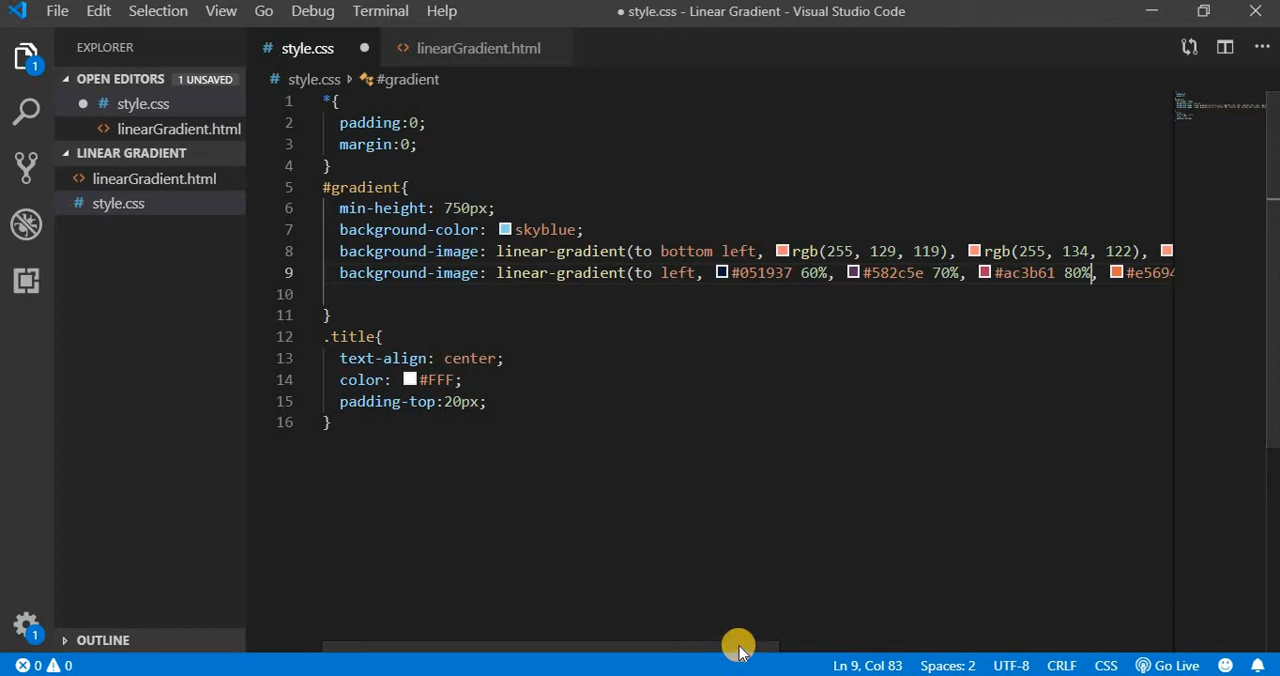 File Edit Selection View Go Debug Terminal Help ● style.css - Linear Gradient - Visual Studio Code
EXPLORER # style.css ● <> linearGradient.html
OPEN EDITORS 1 UNSAVED # style.css #gradient
● # style.css
<> linearGradient.html
LINEAR GRADIENT
<> linearGradient.html
# style.css
1 *{
2 padding:0;
3 margin:0;
4 }
5 #gradient{
6 min-height: 750px;
7 background-color: skyblue;
8 background-image: linear-gradient(to bottom left, rgb(255, 129, 119), rgb(255, 134, 122),
9 background-image: linear-gradient(to left, #051937 60%, #582c5e 70%, #ac3b61 80%, #e5694
10
11 }
12 .title{
13 text-align: center;
14 color: #FFF;
15 padding-top:20px;
16 }
1
1
OUTLINE
0 0 Ln 9, Col 83 Spaces: 2 UTF-8 CRLF CSS Go Live